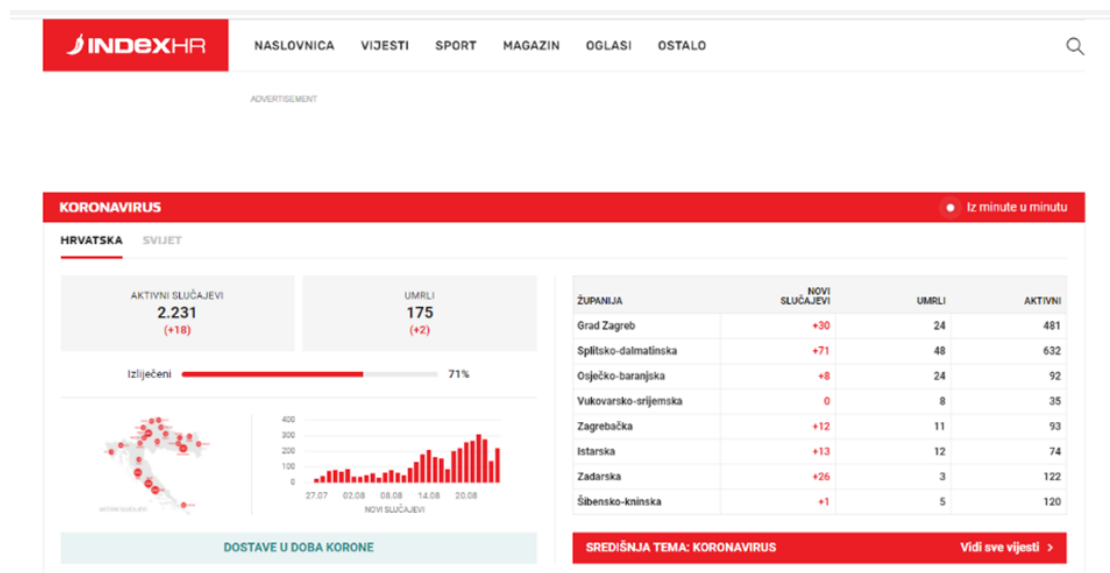 INDEXHR
NASLOVNICA VIJESTI SPORT MAGAZIN OGLASI OSTALO
ADVERTISEMENT
KORONAVIRUS
Iz minute u minutu
HRVATSKA SVIJET
AKTIVNI SLUČAJEVI
2.231
(+18)
UMRLI
175
(+2)
Izliječeni 71%
400
300
200
100
0
27.07 02.08 08.08 14.08 20.08
NOVI SLUČAJEVI
AKTIVNI SLUČAJEVI
DOSTAVE U DOBA KORONE
ŽUPANIJA NOVI SLUČAJEVI UMRLI AKTIVNI
Grad Zagreb +30 24 481
Splitsko-dalmatinska +71 48 632
Osječko-baranjska +8 24 92
Vukovarsko-srijemska 0 8 35
Zagrebačka +12 11 93
Istarska +13 12 74
Zadarska +26 3 122
Šibensko-kninska +1 5 120
SREDIŠNJA TEMA: KORONAVIRUS Vidi sve vijesti >